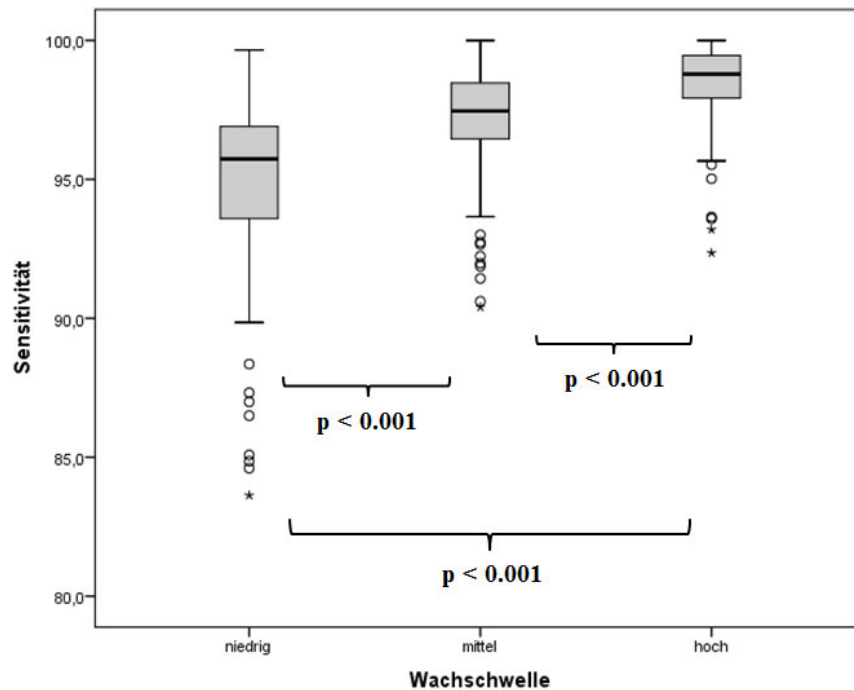 100,0
95,0
90,0
85,0
80,0
Sensitivität
p < 0.001
p < 0.001
p < 0.001
niedrig
mittel
hoch
Wachschwelle